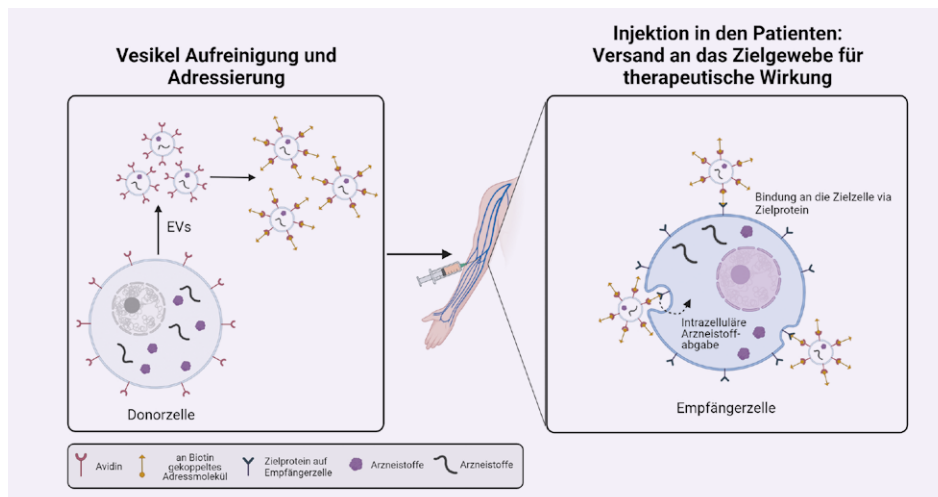 Vesikel Aufreinigung und
Adressierung
EVs
Donorzelle
Injektion in den Patienten:
Versand an das Zielgewebe für
therapeutische Wirkung
Bindung an die Zielzelle via
Zielprotein
Intrazelluläre
Arzneistoff-
abgabe
Empfängerzelle
Avidin
an Biotin
gekoppeltes
Adressmolekül
Zielprotein auf
Empfängerzelle
Arzneistoffe
Arzneistoffe